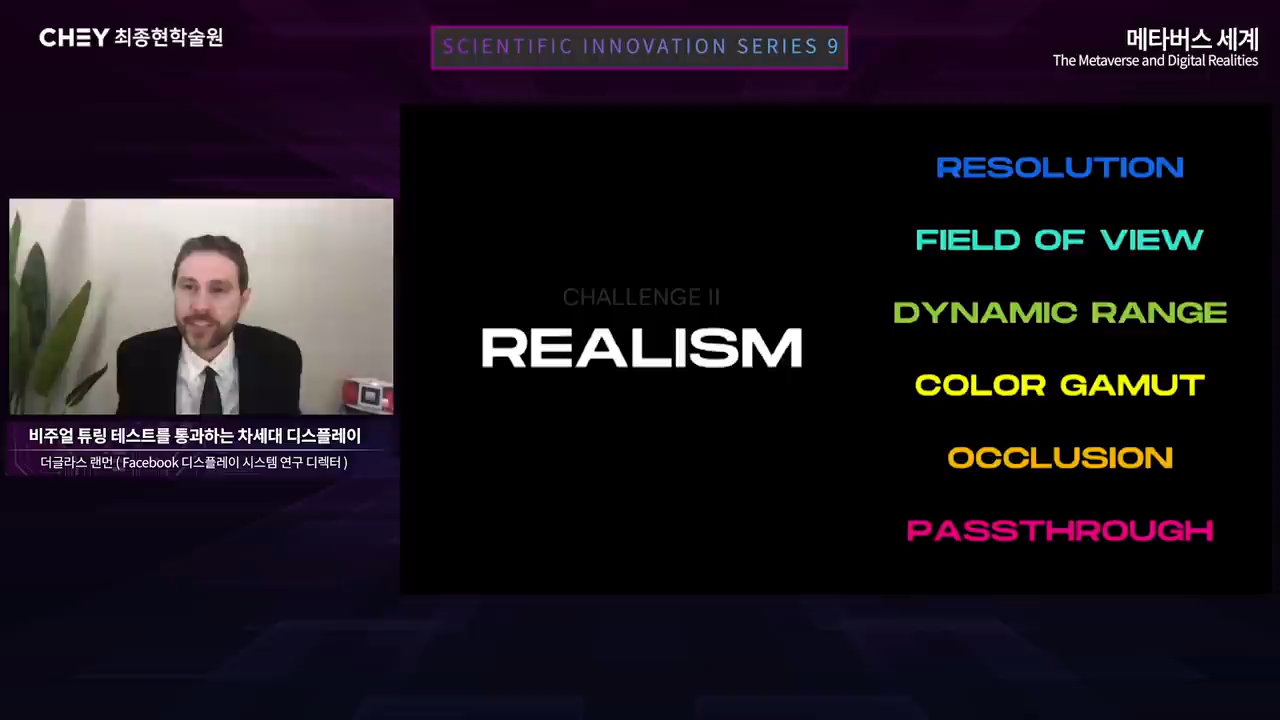 CHEY 최종현학술원
SCIENTIFIC INNOVATION SERIES 9
메타버스 세계
The Metaverse and Digital Realities
비주얼 튜링 테스트를 통과하는 차세대 디스플레이
더글라스 랜먼 ( Facebook 디스플레이 시스템 연구 디렉터 )
CHALLENGE II
REALISM
RESOLUTION
FIELD OF VIEW
DYNAMIC RANGE
COLOR GAMUT
OCCLUSION
PASSTHROUGH